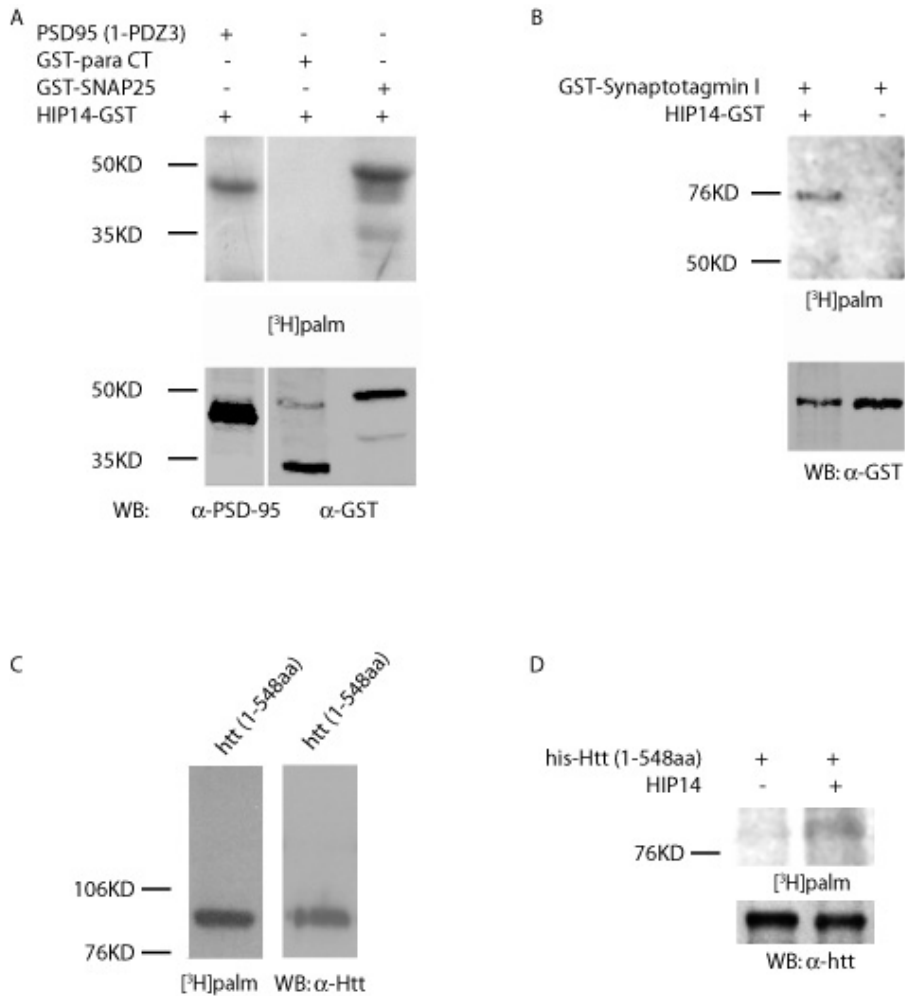 A
PSD95 (1-PDZ3) + - -
GST-para CT - + -
GST-SNAP25 - - +
HIP14-GST + + +
50KD
35KD
[³H]palm
50KD
35KD
WB: α-PSD-95 α-GST
B
GST-Synaptotagmin I + +
HIP14-GST + -
76KD
50KD
[³H]palm
WB: α-GST
C
htt (1-548aa) htt (1-548aa)
106KD
76KD
[³H]palm WB: α-Htt
D
his-Htt (1-548aa) + +
HIP14 - +
76KD
[³H]palm
WB: α-htt